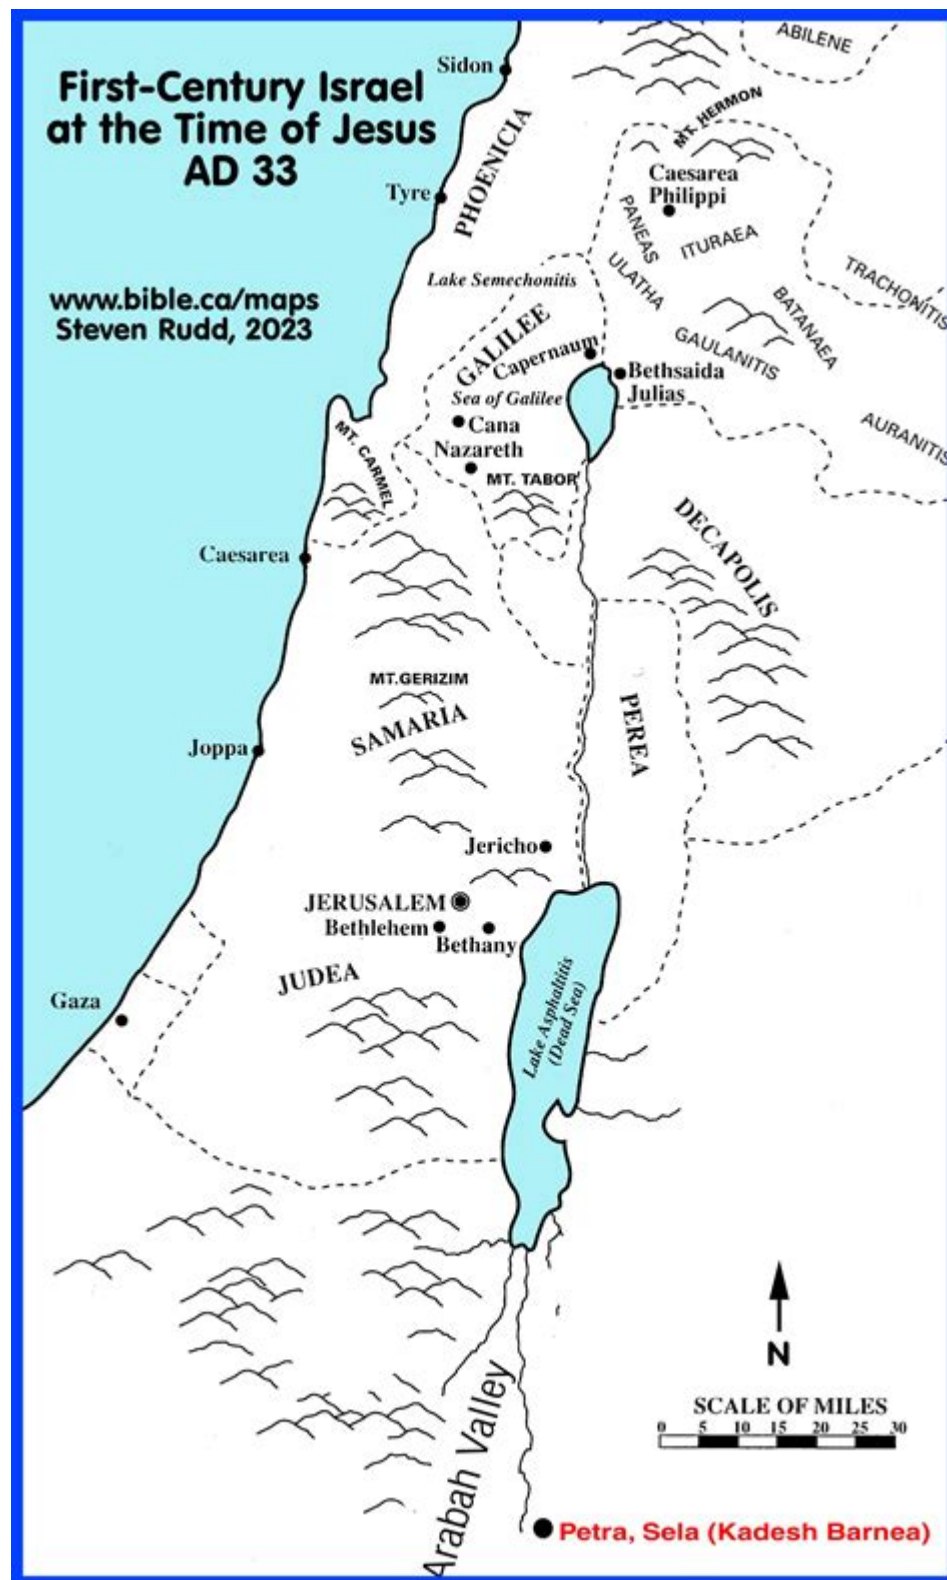 First-Century Israel
at the Time of Jesus
AD 33
www.bible.ca/maps
Steven Rudd, 2023
Sidon
ABILENE
MT. HERMON
PHOENICIA
Tyre
Caesarea
Philippi
PANEAS
ITURAEA
ULATHA
TRACHONITIS
Lake Semechonitis
BATANAEA
GALILEE
Capernaum
GAULANITIS
Bethsaida
Julias
Sea of Galilee
Cana
AURANITIS
Nazareth
MT. CARMEL
MT. TABOR
DECAPOLIS
Caesarea
MT.GERIZIM
SAMARIA
PEREA
Joppa
Jericho
JERUSALEM
Bethlehem
Bethany
JUDEA
Gaza
Lake Asphaltitis
(Dead Sea)
N
SCALE OF MILES
0 5 10 15 20 25 30
Arabah Valley
Petra, Sela (Kadesh Barnea)